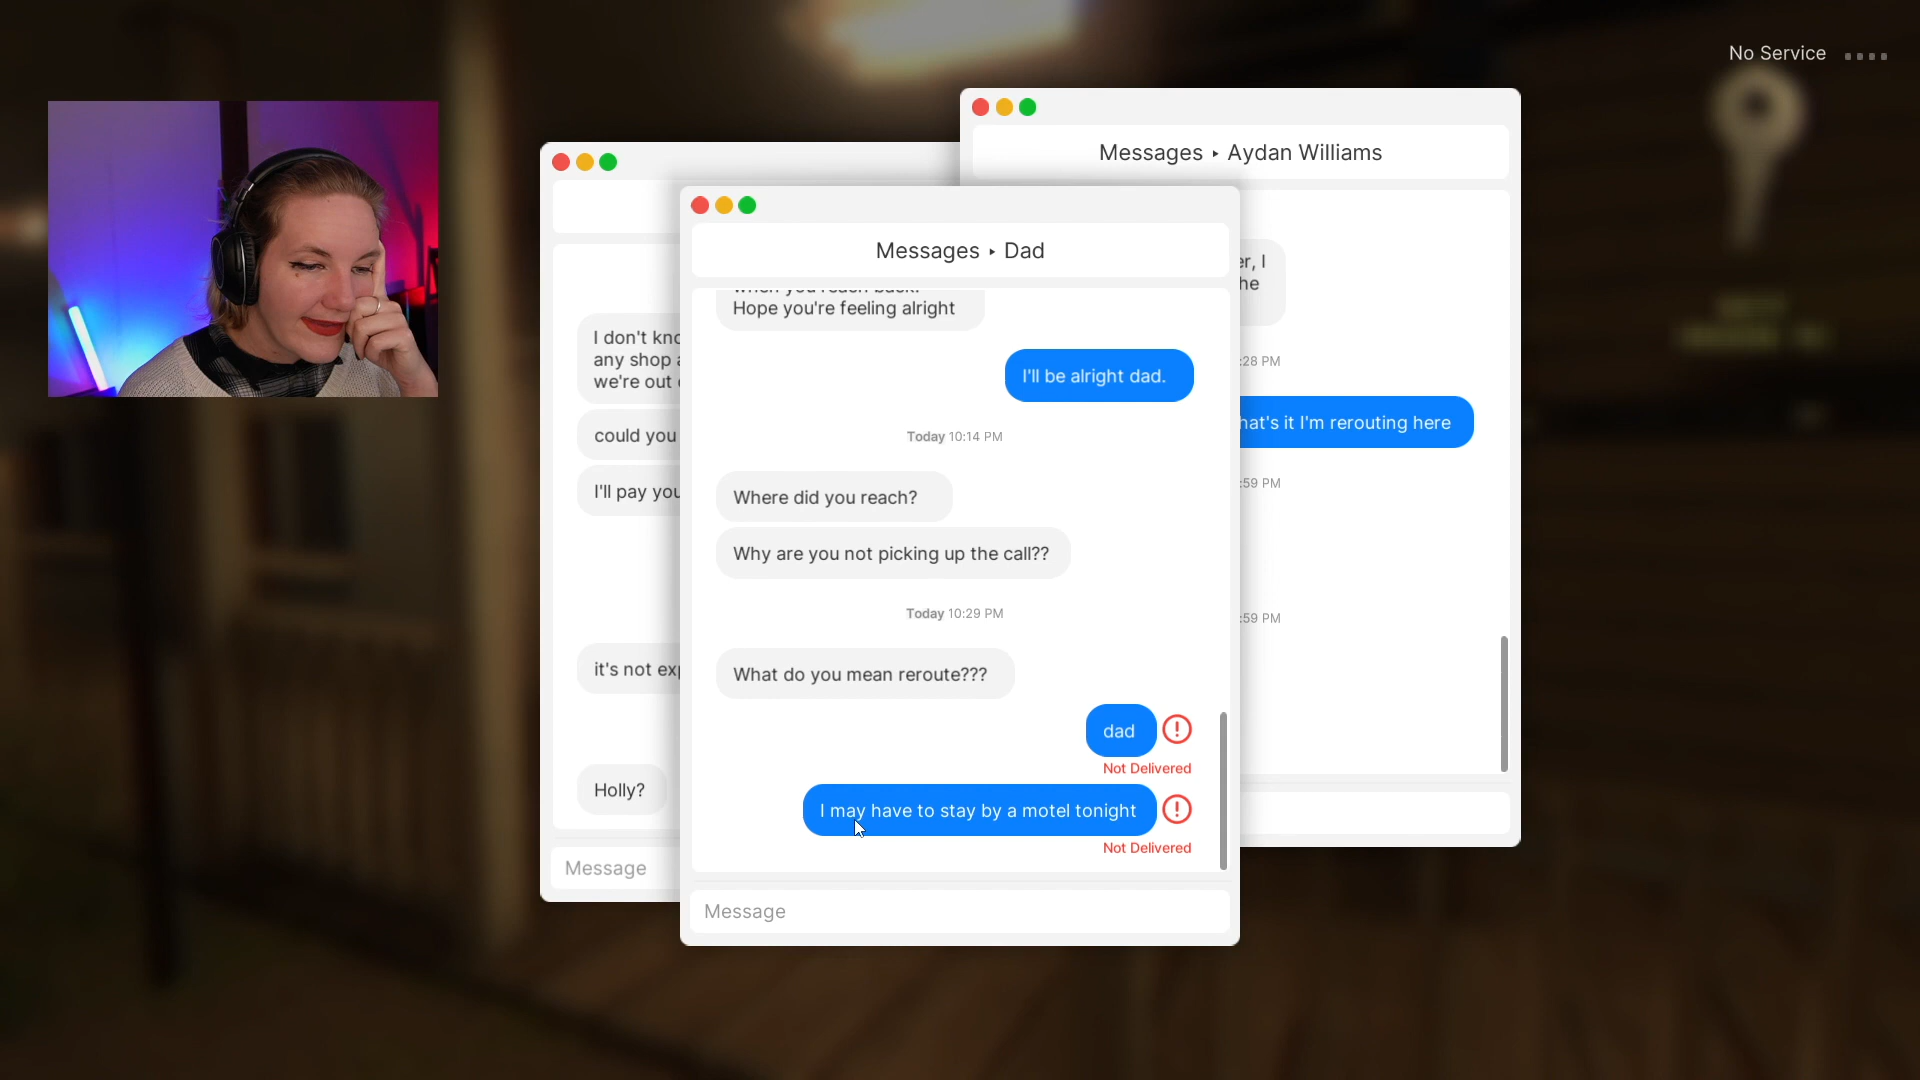 No Service
Messages ▸ Aydan Williams
er, I
he
:28 PM
hat's it I'm rerouting here
:59 PM
:59 PM
I don't kno
any shop a
we're out
could you
I'll pay you
it's not exp
Holly?
Message
Messages ▸ Dad
Hope you're feeling alright
I'll be alright dad.
Today 10:14 PM
Where did you reach?
Why are you not picking up the call??
Today 10:29 PM
What do you mean reroute???
dad
Not Delivered
I may have to stay by a motel tonight
Not Delivered
Message